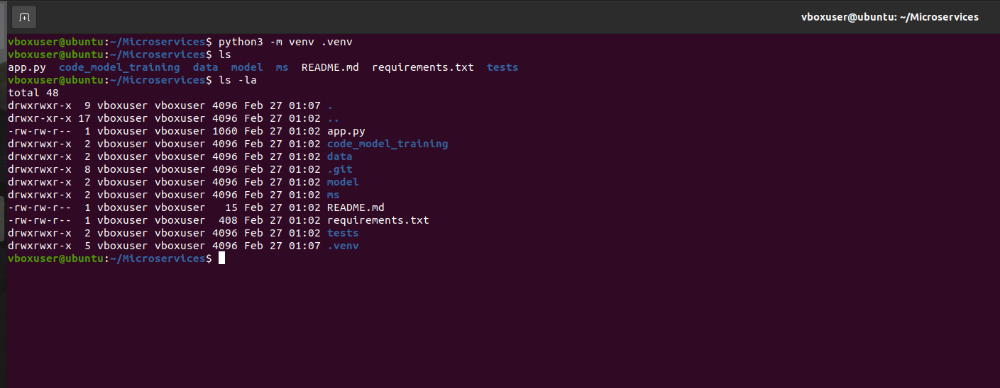 vboxuser@ubuntu: ~/Microservices
vboxuser@ubuntu:~/Microservices$ python3 -m venv .venv
vboxuser@ubuntu:~/Microservices$ ls
app.py  code_model_training  data  model  ms  README.md  requirements.txt  tests
vboxuser@ubuntu:~/Microservices$ ls -la
total 48
drwxrwxr-x  9 vboxuser vboxuser 4096 Feb 27 01:07 .
drwxr-xr-x 17 vboxuser vboxuser 4096 Feb 27 01:02 ..
-rw-rw-r--  1 vboxuser vboxuser 1060 Feb 27 01:02 app.py
drwxrwxr-x  2 vboxuser vboxuser 4096 Feb 27 01:02 code_model_training
drwxrwxr-x  2 vboxuser vboxuser 4096 Feb 27 01:02 data
drwxrwxr-x  8 vboxuser vboxuser 4096 Feb 27 01:02 .git
drwxrwxr-x  2 vboxuser vboxuser 4096 Feb 27 01:02 model
drwxrwxr-x  2 vboxuser vboxuser 4096 Feb 27 01:02 ms
-rw-rw-r--  1 vboxuser vboxuser   15 Feb 27 01:02 README.md
-rw-rw-r--  1 vboxuser vboxuser  408 Feb 27 01:02 requirements.txt
drwxrwxr-x  2 vboxuser vboxuser 4096 Feb 27 01:02 tests
drwxrwxr-x  5 vboxuser vboxuser 4096 Feb 27 01:07 .venv
vboxuser@ubuntu:~/Microservices$